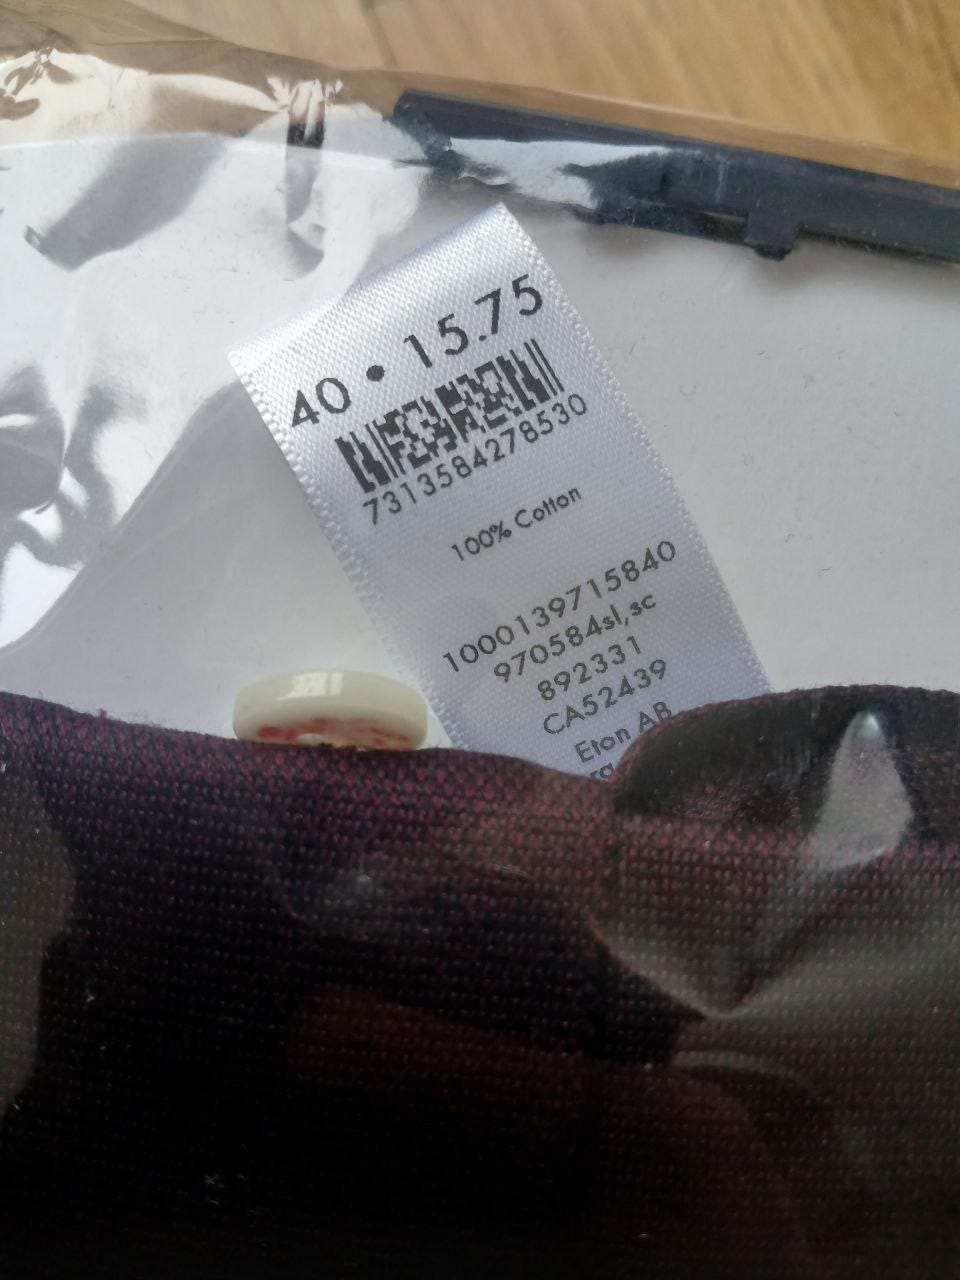 40 • 15.75
7313584278530
100% Cotton
1000139715840
970584sl,sc
892331
CA52439
Eton AB